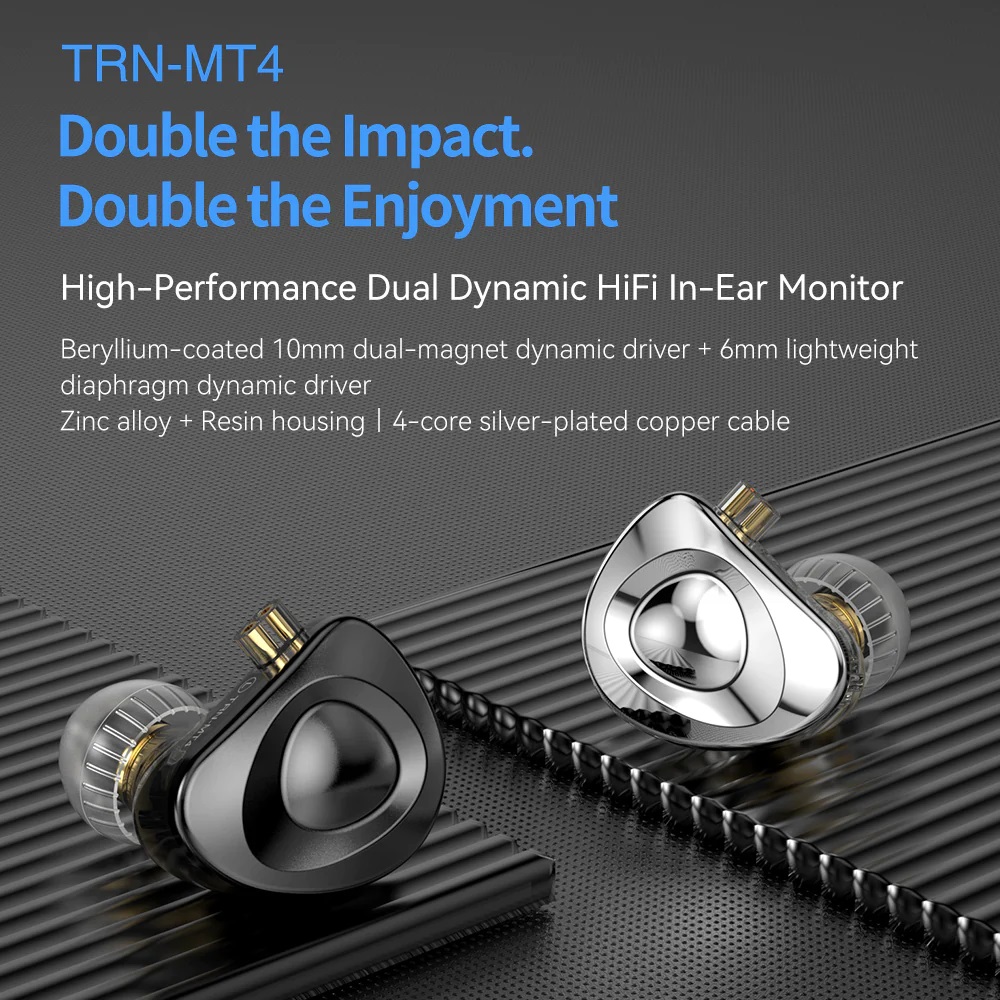 TRN-MT4
Double the Impact.
Double the Enjoyment
High-Performance Dual Dynamic HiFi In-Ear Monitor
Beryllium-coated 10mm dual-magnet dynamic driver + 6mm lightweight
diaphragm dynamic driver
Zinc alloy + Resin housing | 4-core silver-plated copper cable
TRN-MT4